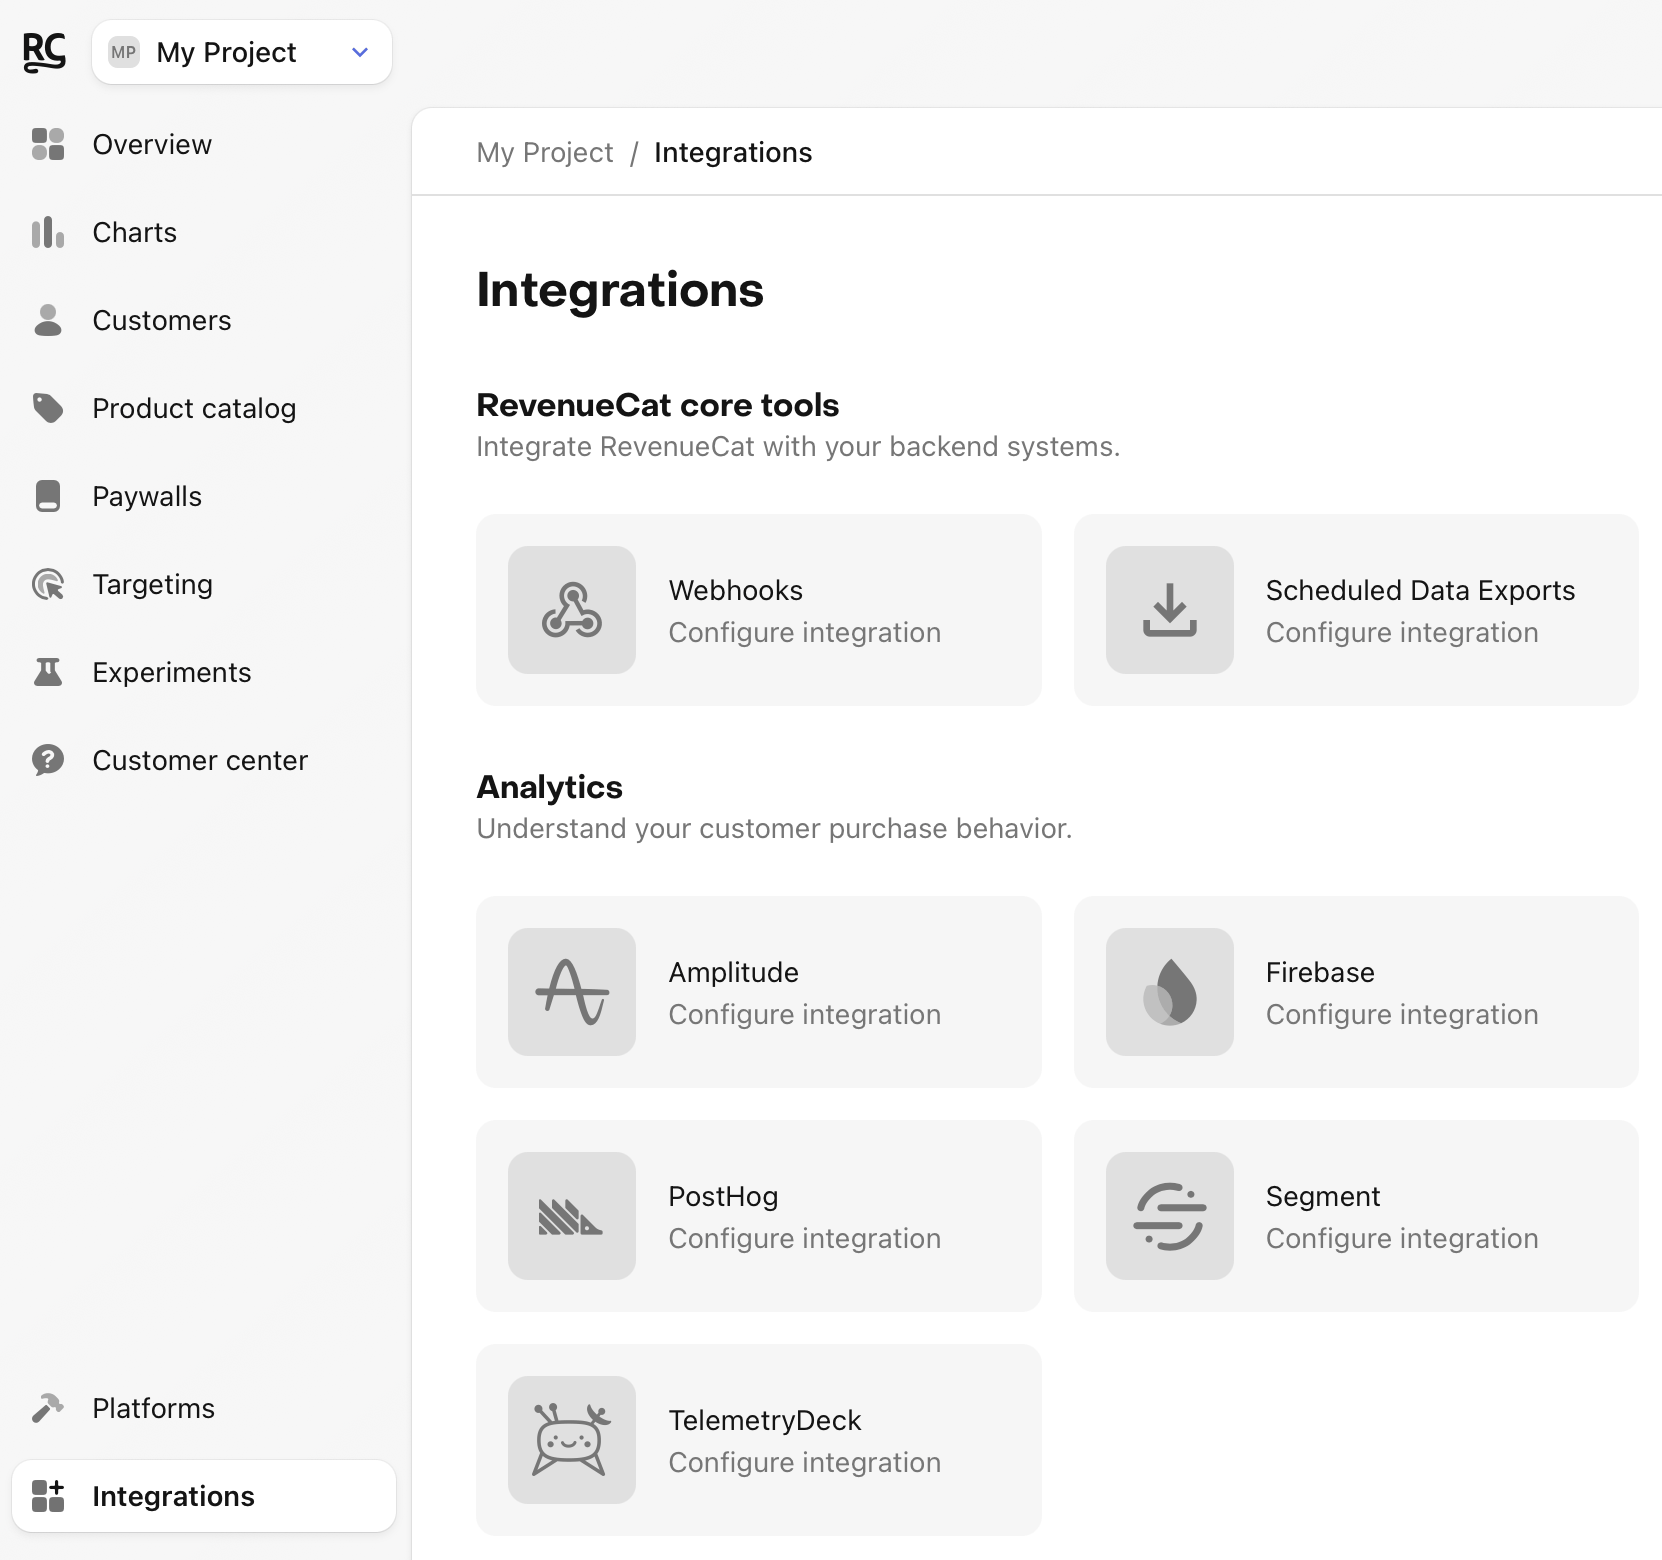 RC
MP My Project
Overview
Charts
Customers
Product catalog
Paywalls
Targeting
Experiments
Customer center
Platforms
Integrations
My Project / Integrations
Integrations
RevenueCat core tools
Integrate RevenueCat with your backend systems.
Webhooks
Configure integration
Scheduled Data Exports
Configure integration
Analytics
Understand your customer purchase behavior.
Amplitude
Configure integration
Firebase
Configure integration
PostHog
Configure integration
Segment
Configure integration
TelemetryDeck
Configure integration